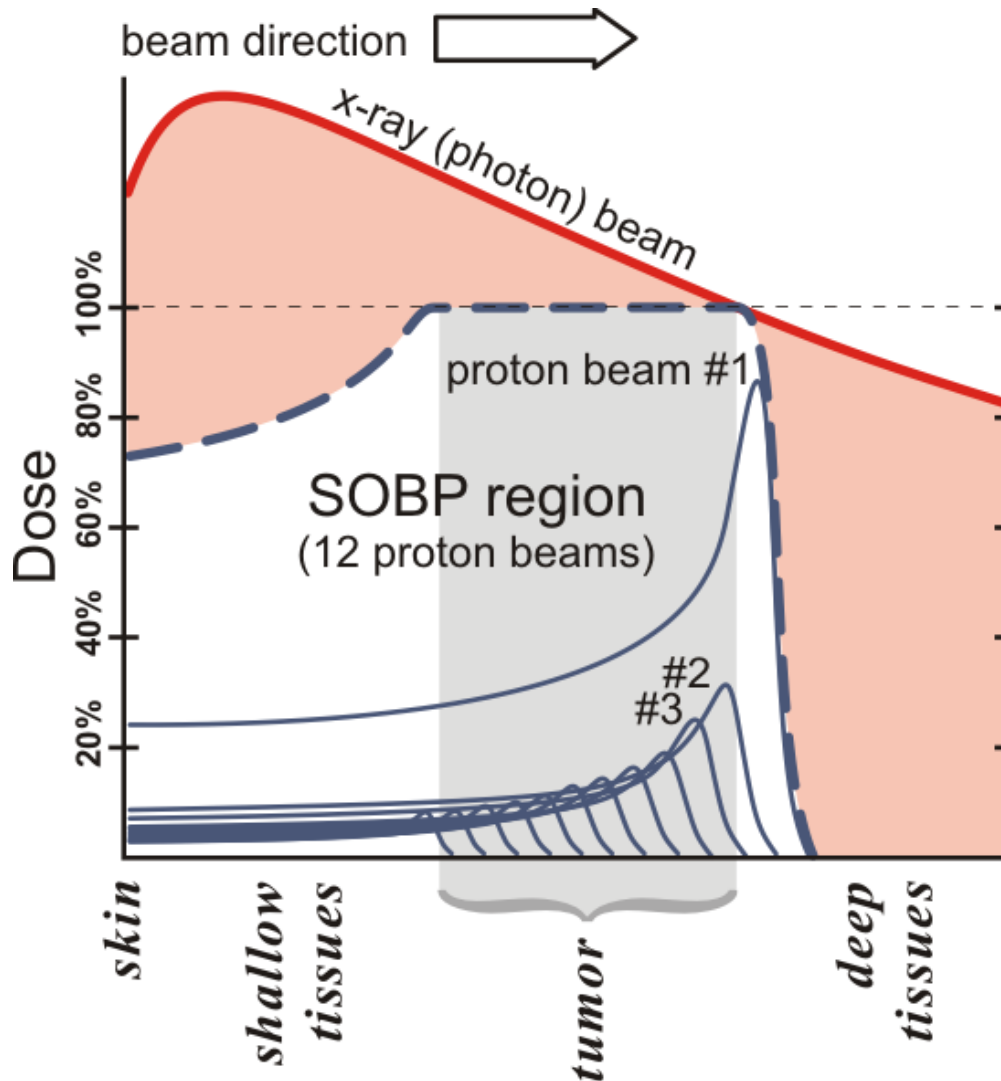 beam direction
x-ray (photon) beam
100%
proton beam #1
80%
Dose
SOBP region
60%
(12 proton beams)
40%
#2
#3
20%
skin
shallow
tissues
tumor
deep
tissues